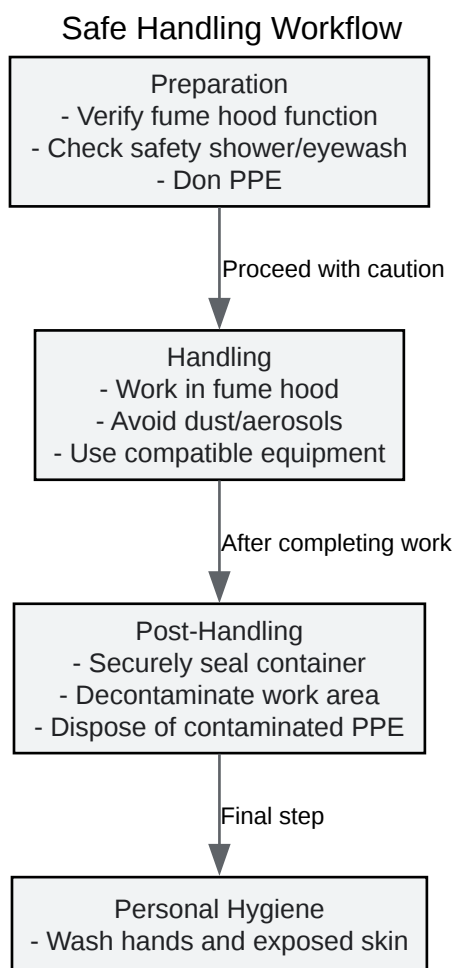 Safe Handling Workflow
Preparation
- Verify fume hood function
- Check safety shower/eyewash
- Don PPE
Proceed with caution
Handling
- Work in fume hood
- Avoid dust/aerosols
- Use compatible equipment
After completing work
Post-Handling
- Securely seal container
- Decontaminate work area
- Dispose of contaminated PPE
Final step
Personal Hygiene
- Wash hands and exposed skin